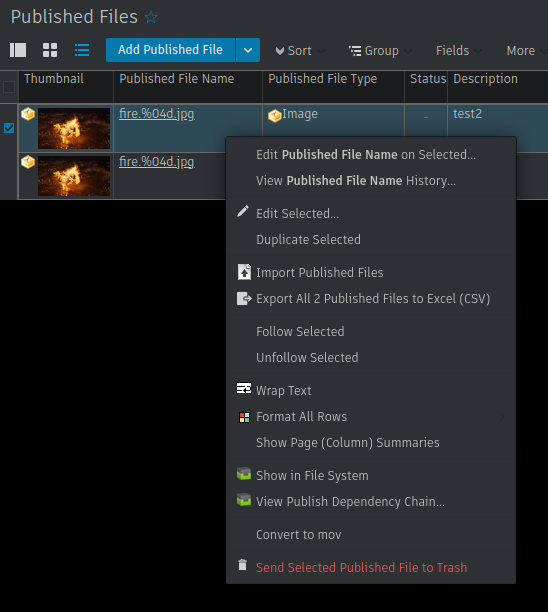 Published Files
Add Published File
Sort
Group
Fields
More
Thumbnail
Published File Name
Published File Type
Status
Description
fire.%04d.jpg
Image
-
test2
fire.%04d.jpg
Edit Published File Name on Selected...
View Published File Name History...
Edit Selected...
Duplicate Selected
Import Published Files
Export All 2 Published Files to Excel (CSV)
Follow Selected
Unfollow Selected
Wrap Text
Format All Rows
Show Page (Column) Summaries
Show in File System
View Publish Dependency Chain...
Convert to mov
Send Selected Published File to Trash